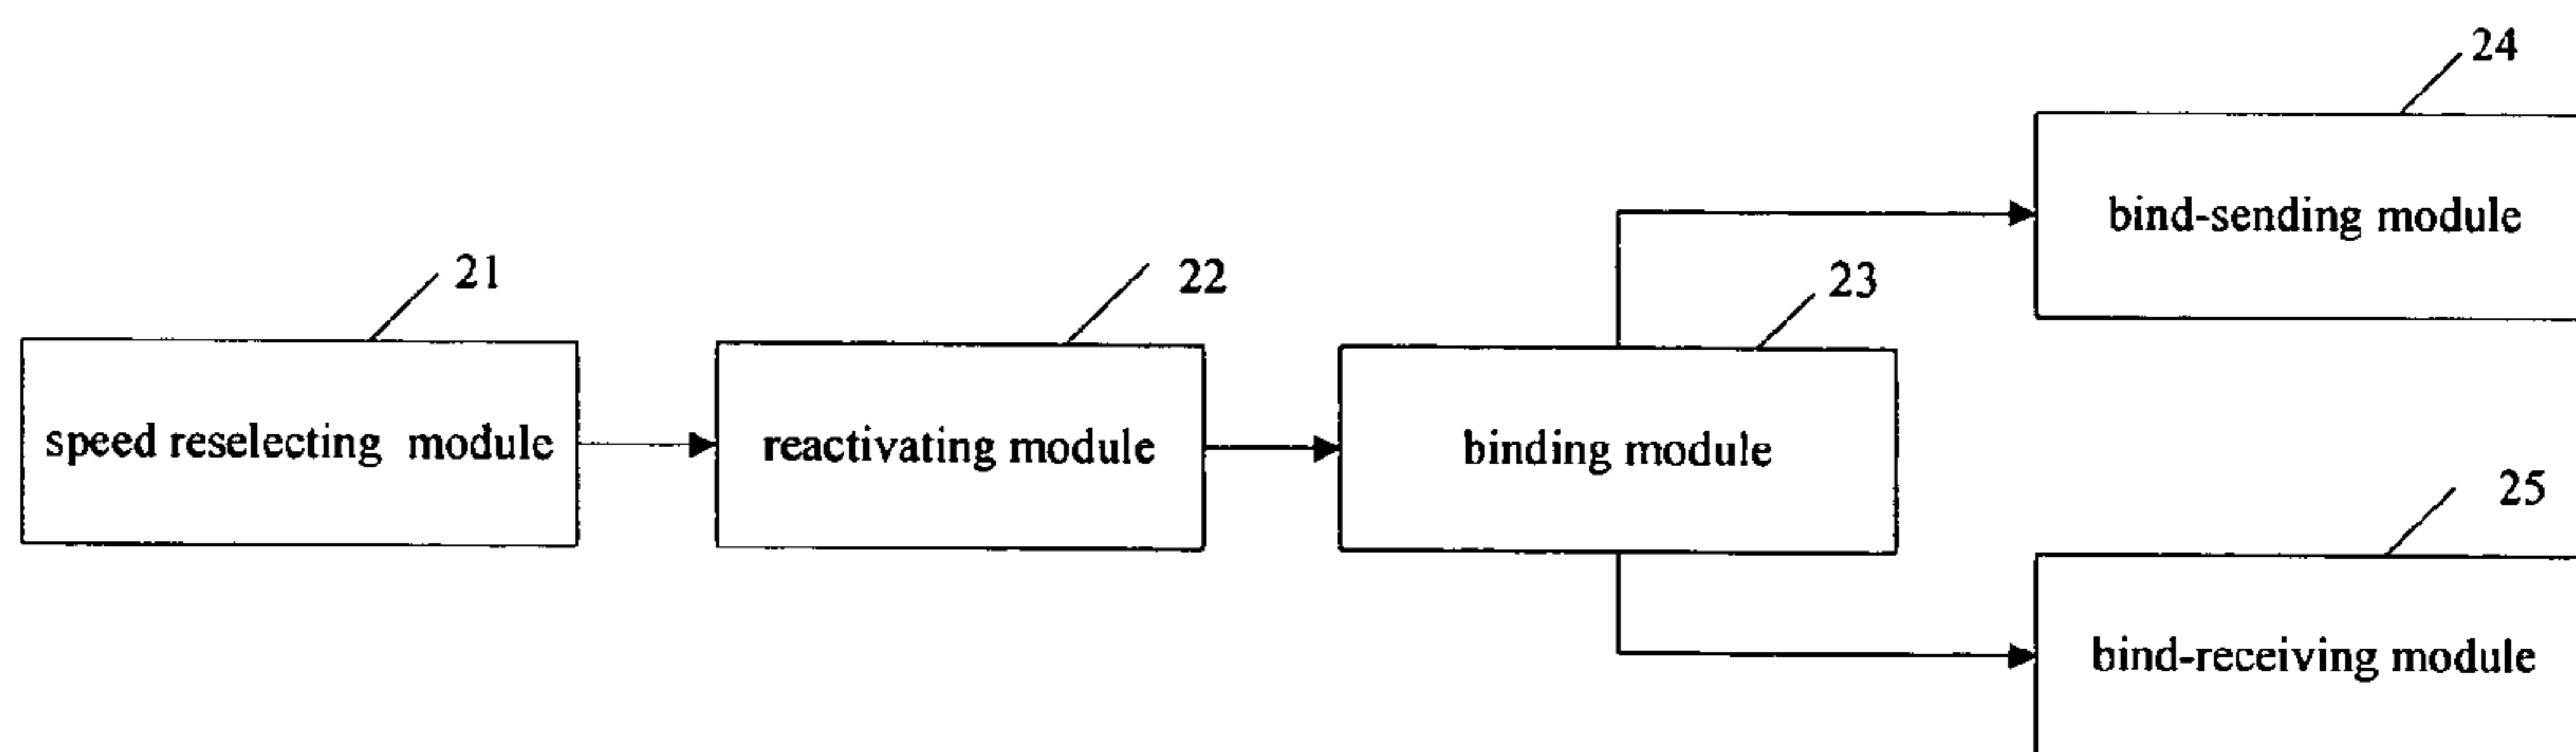 24
bind-sending module
21
22
23
speed reselecting module
reactivating module
binding module
25
bind-receiving module